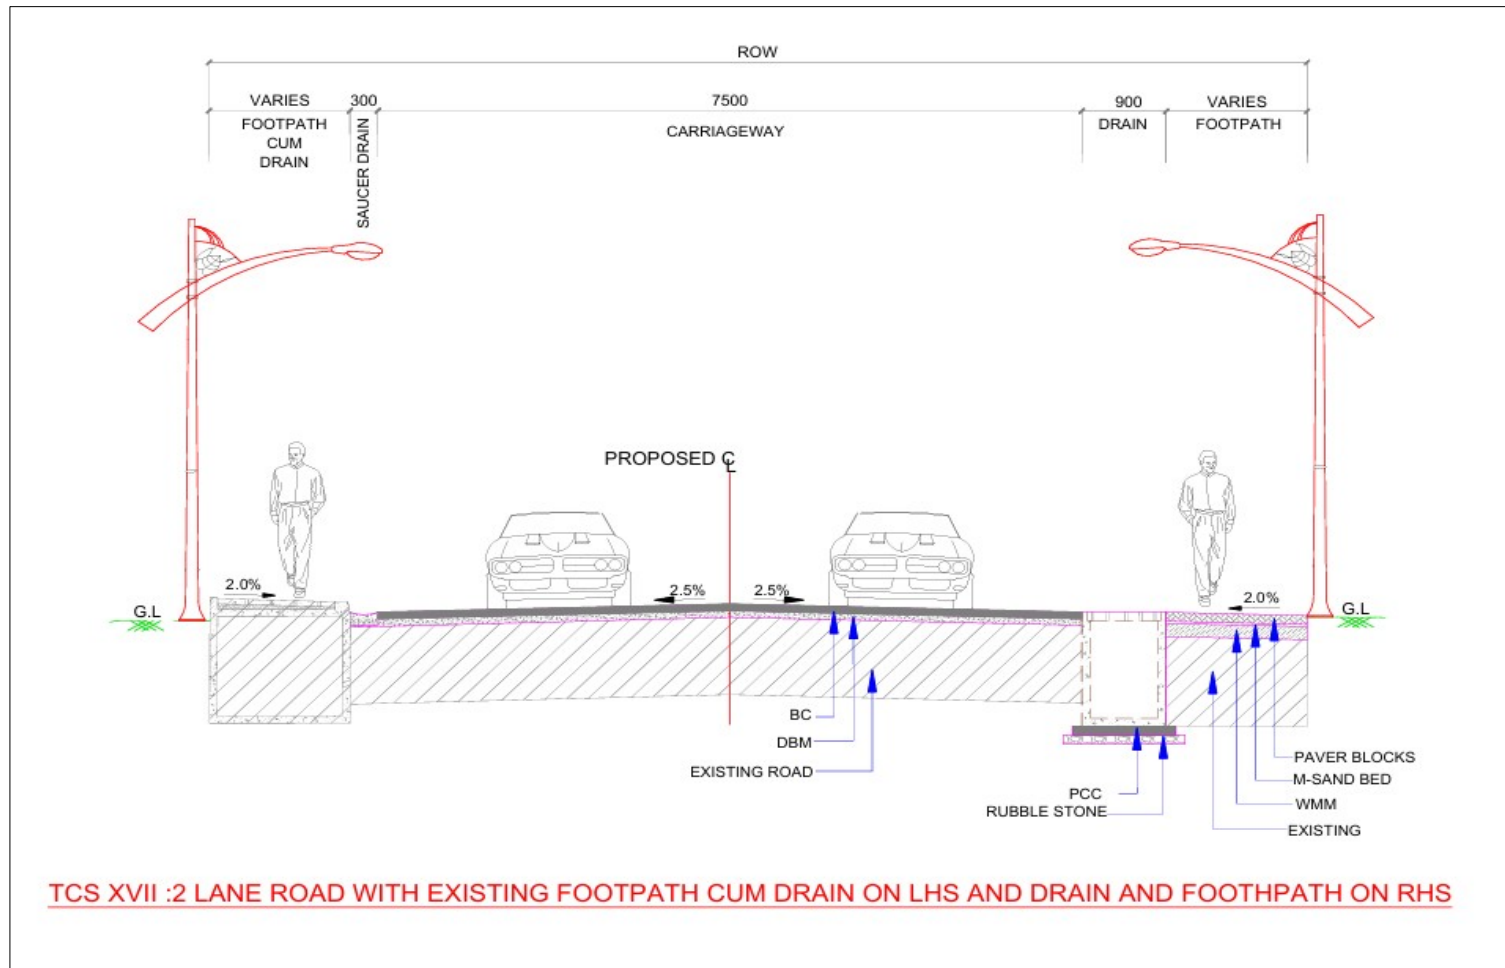 ROW
VARIES
300
7500
900
VARIES
FOOTPATH
CUM
DRAIN
SAUCER DRAIN
CARRIAGEWAY
DRAIN
FOOTPATH
PROPOSED CL
2.0%
2.5%
2.5%
2.0%
G.L
G.L
BC
DBM
EXISTING ROAD
PCC
RUBBLE STONE
PAVER BLOCKS
M-SAND BED
WMM
EXISTING
TCS XVII :2 LANE ROAD WITH EXISTING FOOTPATH CUM DRAIN ON LHS AND DRAIN AND FOOTHPATH ON RHS